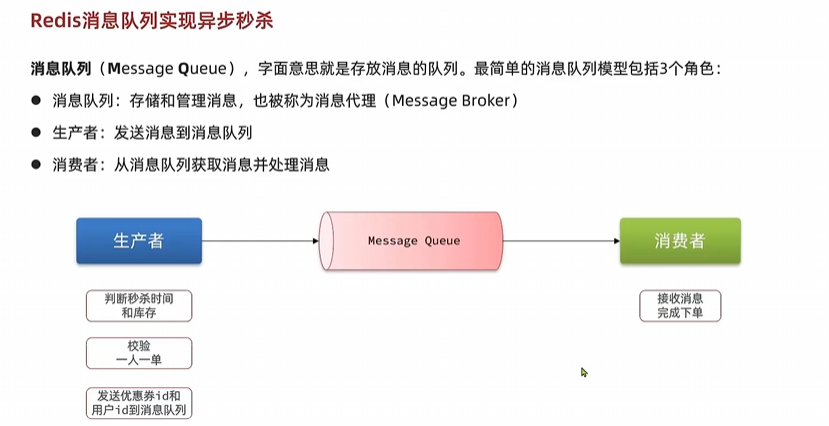 Redis消息队列实现异步秒杀
消息队列（Message Queue），字面意思就是存放消息的队列。最简单的消息队列模型包括3个角色：
● 消息队列：存储和管理消息，也被称为消息代理（Message Broker）
● 生产者：发送消息到消息队列
● 消费者：从消息队列获取消息并处理消息
生产者
Message Queue
消费者
判断秒杀时间
和库存
接收消息
完成下单
校验
一人一单
发送优惠券id和
用户id到消息队列